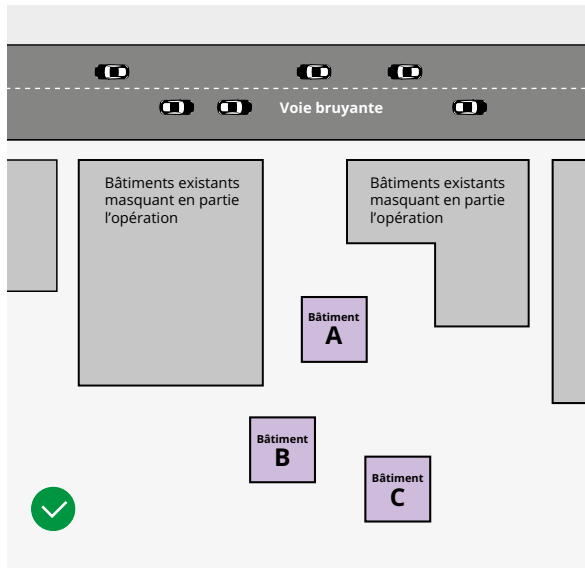 Voie bruyante
Bâtiments existants
masquant en partie
l’opération
Bâtiments existants
masquant en partie
l’opération
Bâtiment
A
Bâtiment
B
Bâtiment
C